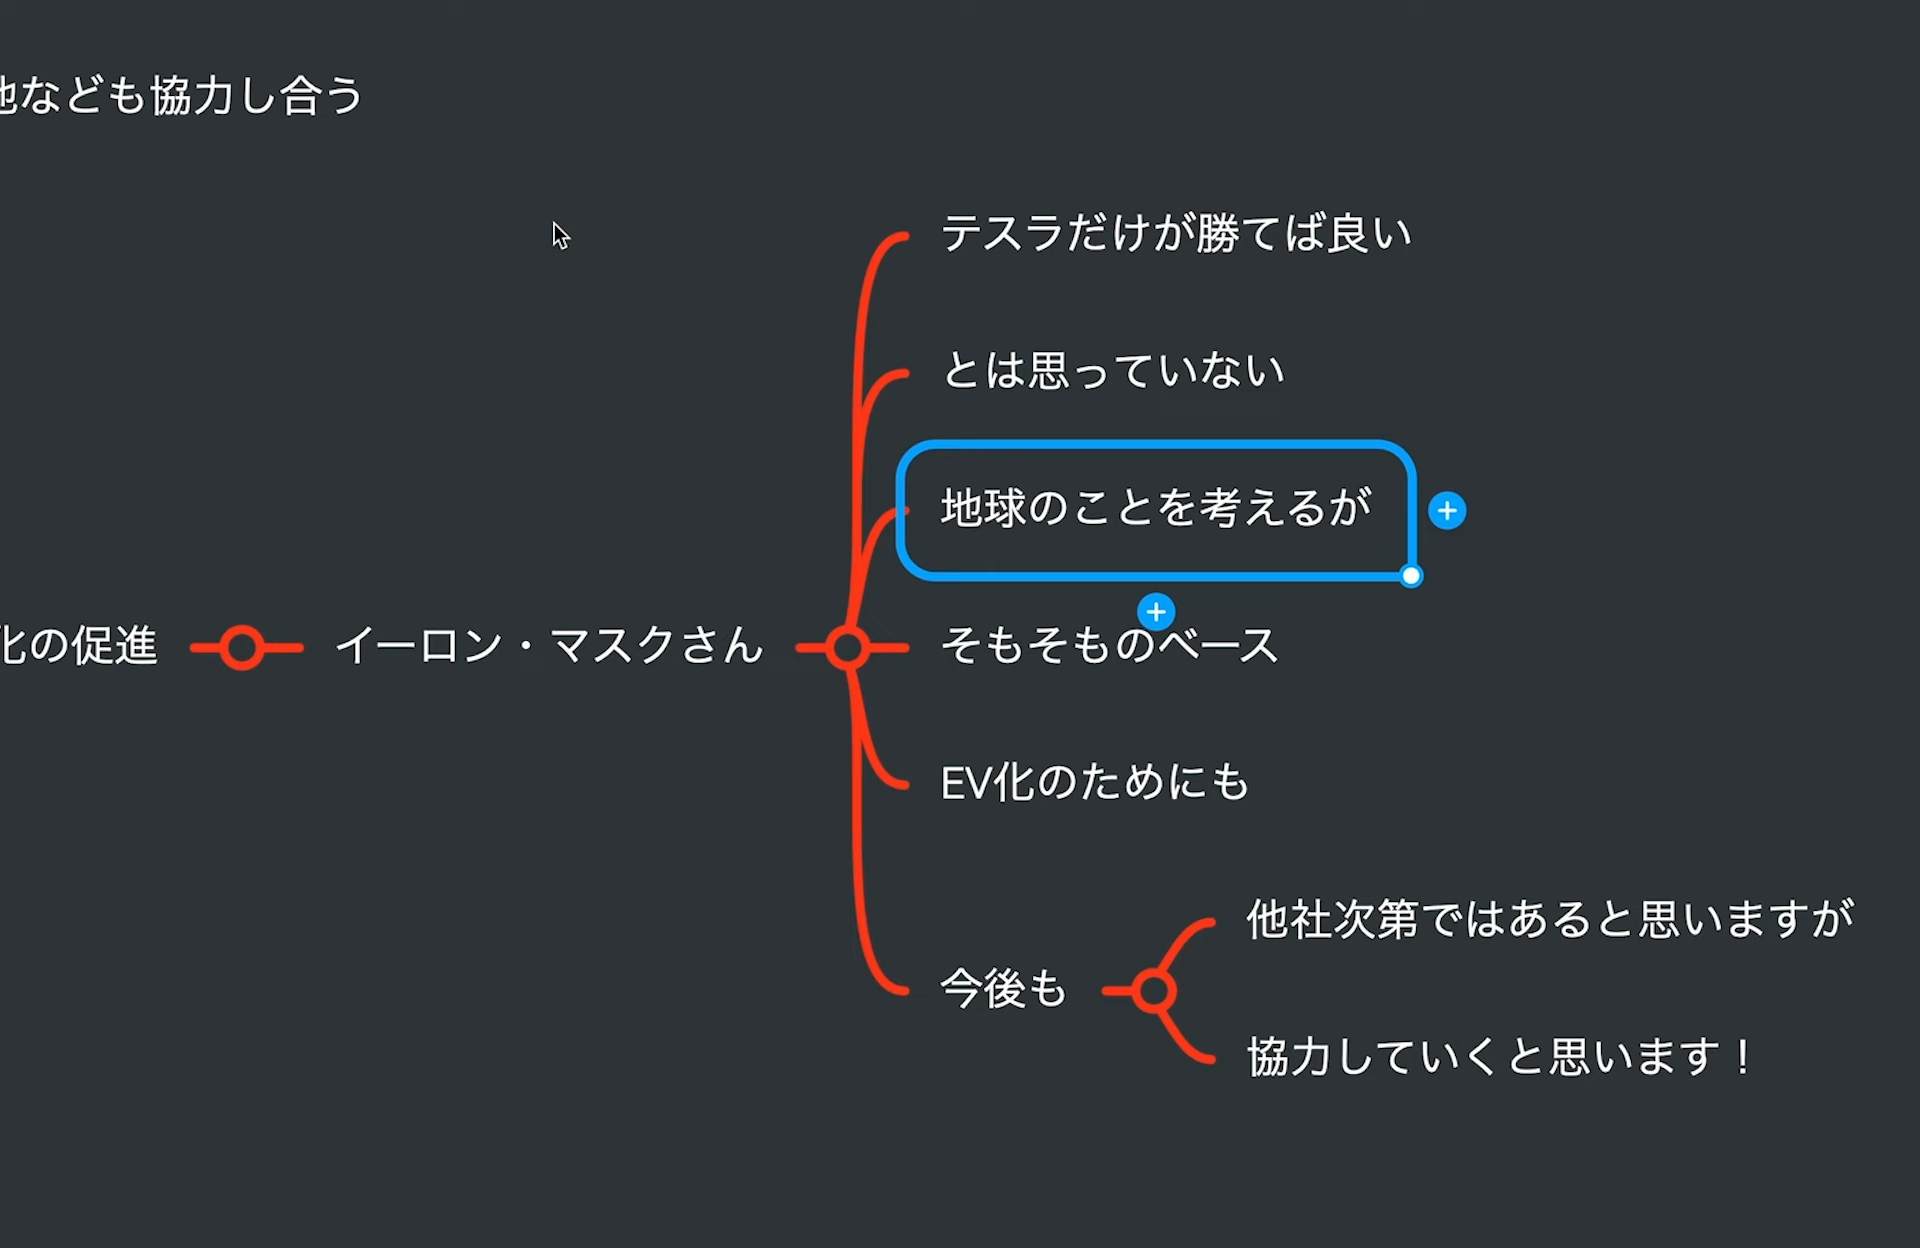 なども協力し合う
テスラだけが勝てば良い
とは思っていない
地球のことを考えるが
化の促進
イーロン・マスクさん
そもそものベース
EV化のためにも
今後も
他社次第ではあると思いますが
協力していくと思います！